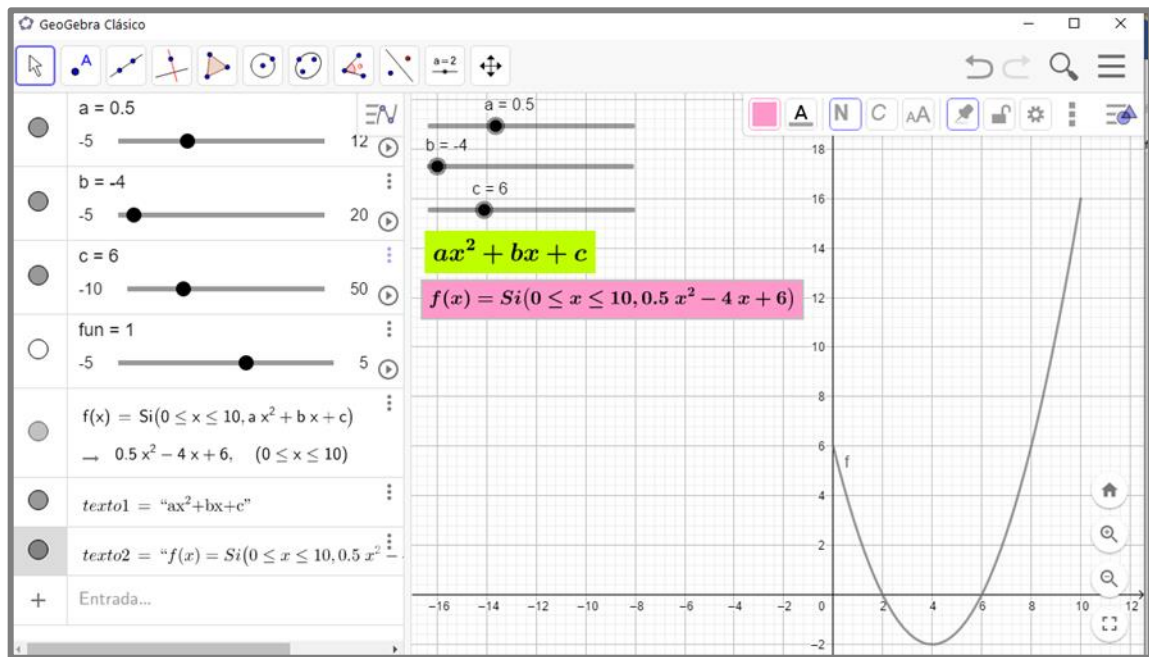 GeoGebra Clásico
A
a=2
a = 0.5
-5
12
b = -4
-5
20
c = 6
-10
50
fun = 1
-5
5
f(x) = Si(0 ≤ x ≤ 10, a x² + b x + c)
→ 0.5 x² − 4 x + 6, (0 ≤ x ≤ 10)
texto1 = “ax²+bx+c”
texto2 = “f(x) = Si(0 ≤ x ≤ 10, 0.5 x² −
+ Entrada...
a = 0.5
b = -4
c = 6
ax² + bx + c
f(x) = Si(0 ≤ x ≤ 10, 0.5 x² − 4 x + 6)
A N C AA
18
16
14
12
10
8
6
f
4
2
−16 −14 −12 −10 −8 −6 −4 −2 0 2 4 6 8 10 12
−2